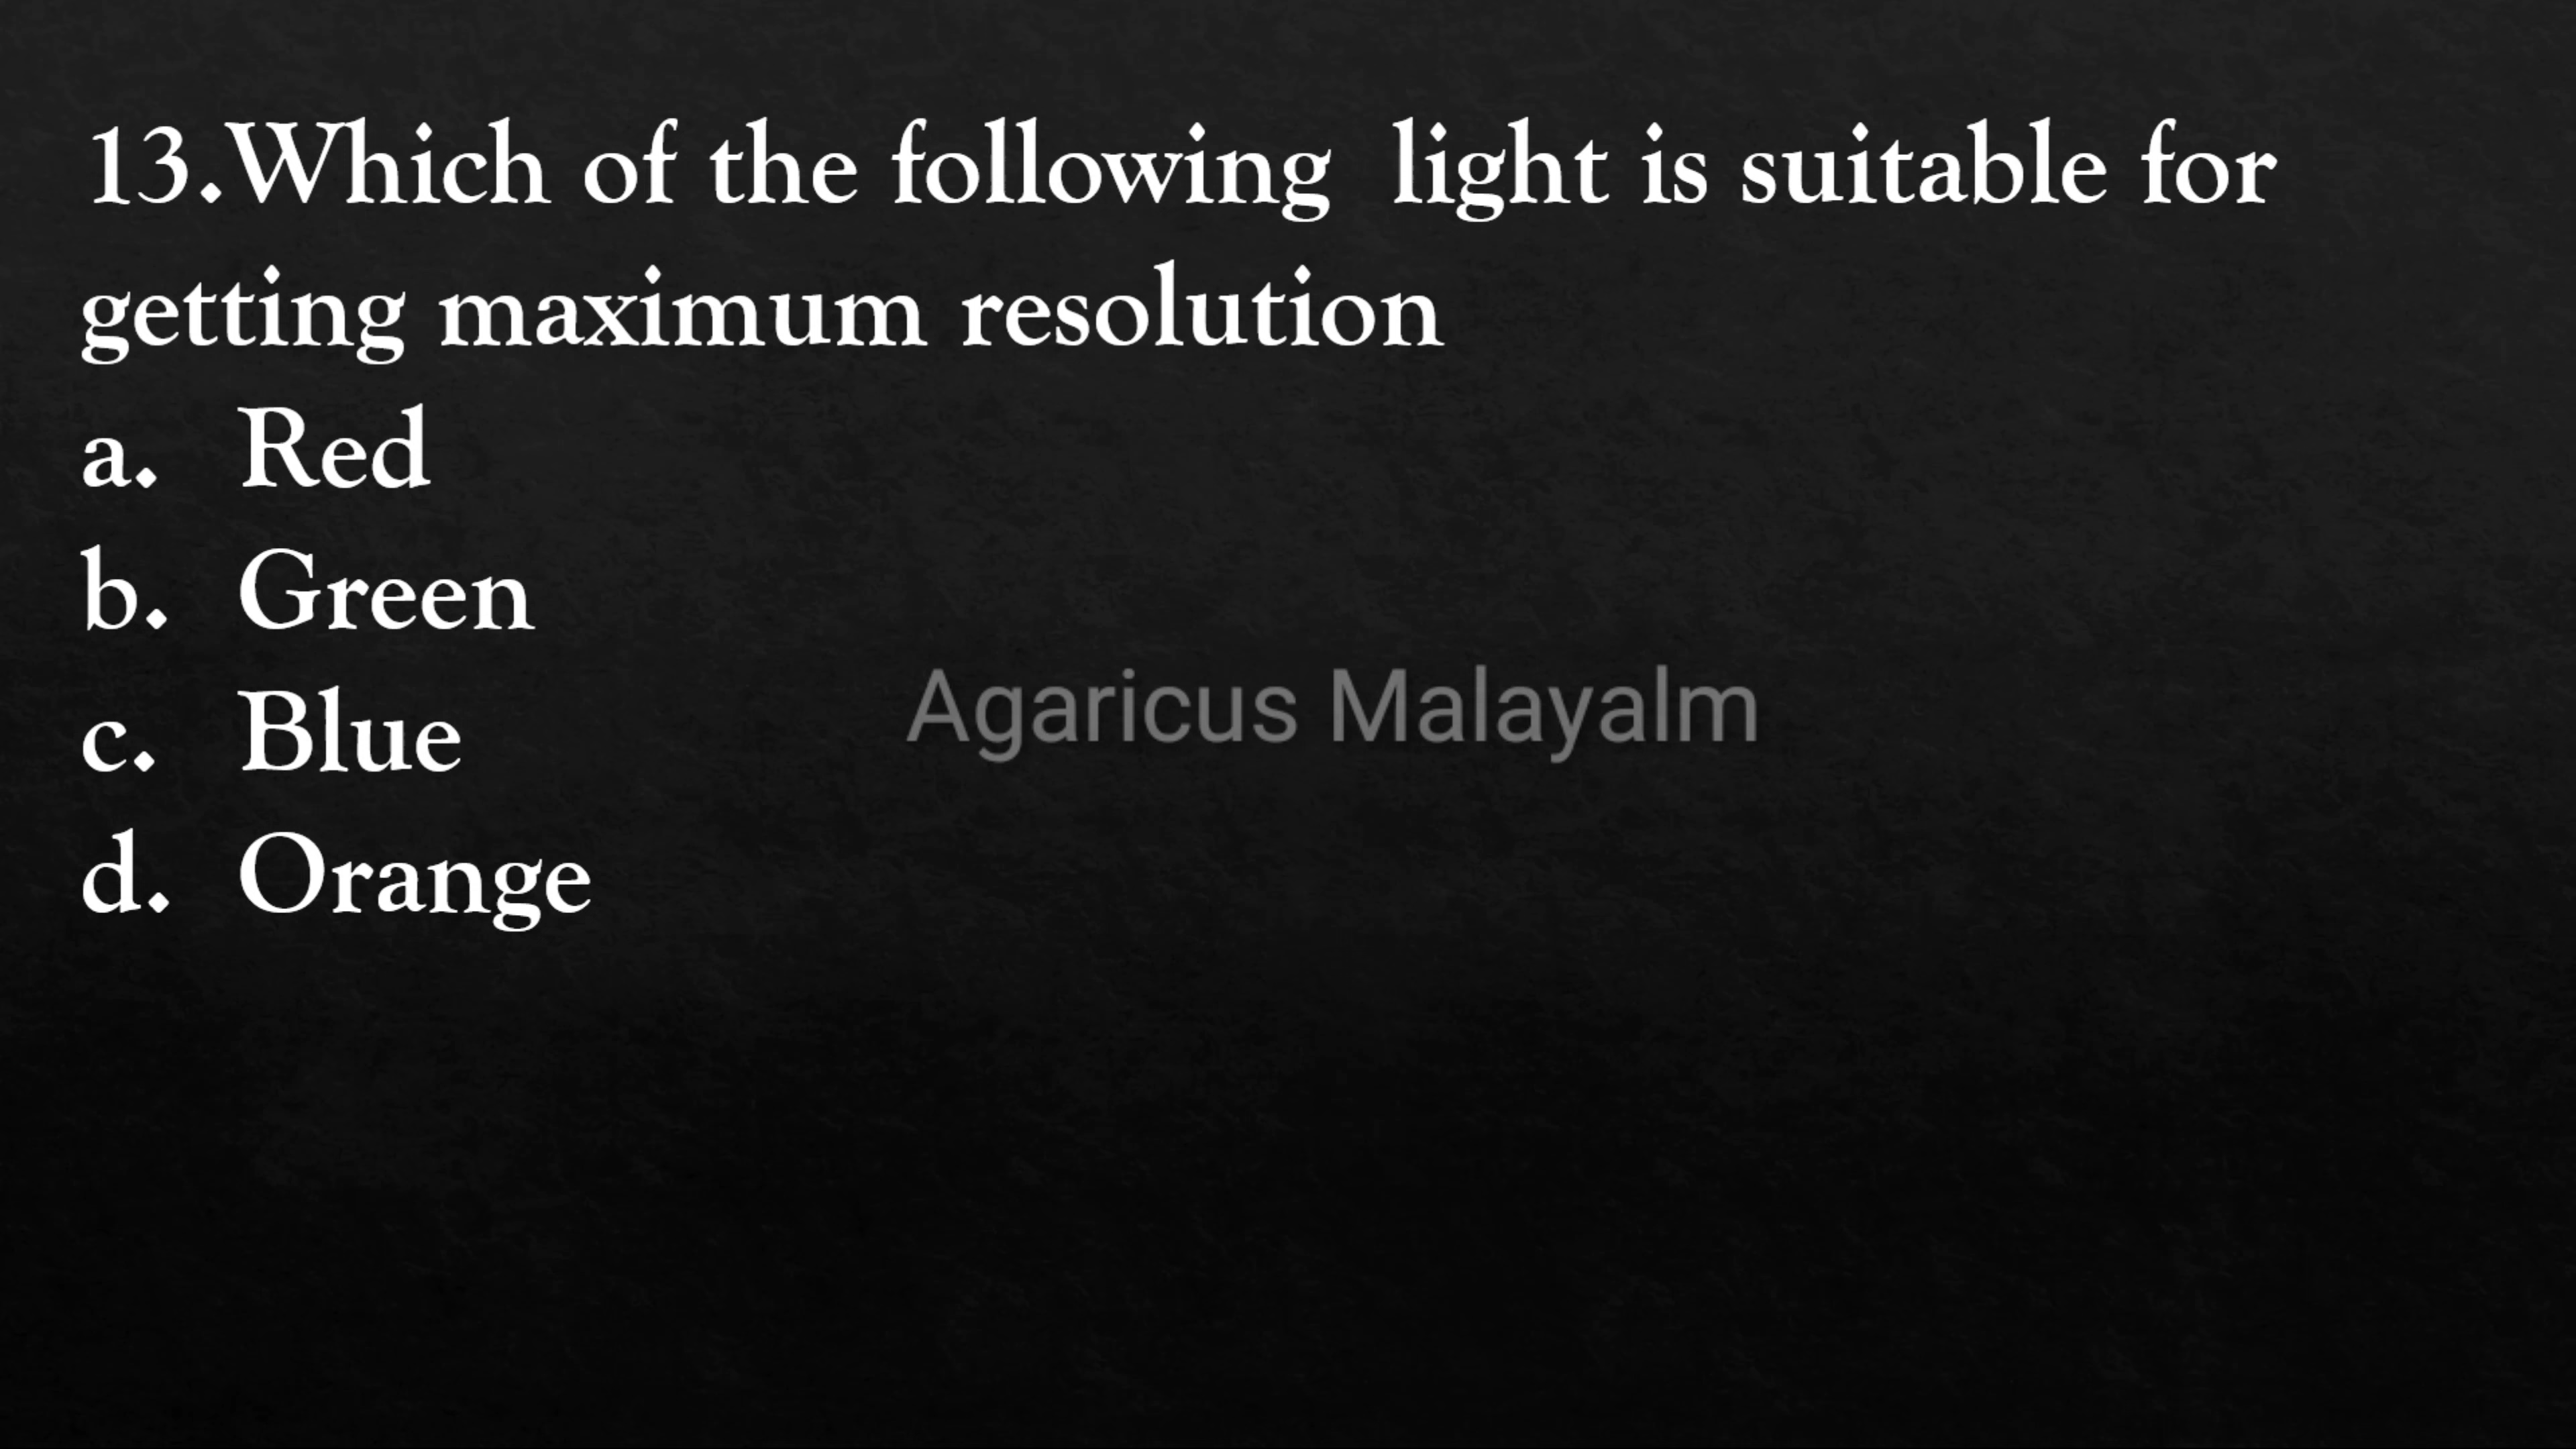 13.Which of the following light is suitable for
getting maximum resolution
a. Red
b. Green
c. Blue
d. Orange
Agaricus Malayalm